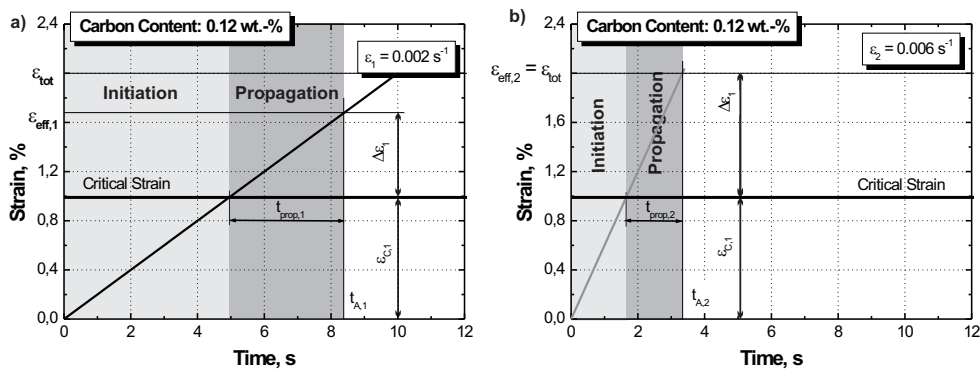 a)
Carbon Content: 0.12 wt.-%
ε₁ = 0.002 s⁻¹
2,4
εtot
Initiation
Propagation
εeff,1
1,2
Critical Strain
0,8
0,4
0,0
Strain, %
Δε₁
tprop,1
εC,1
tA,1
0 2 4 6 8 10 12
Time, s
b)
Carbon Content: 0.12 wt.-%
ε₂ = 0.006 s⁻¹
2,4
εeff,2 = εtot
1,6
1,2
0,8
0,4
0,0
Strain, %
Initiation
Propagation
Δε₁
Critical Strain
tprop,2
εC,1
tA,2
0 2 4 6 8 10 12
Time, s